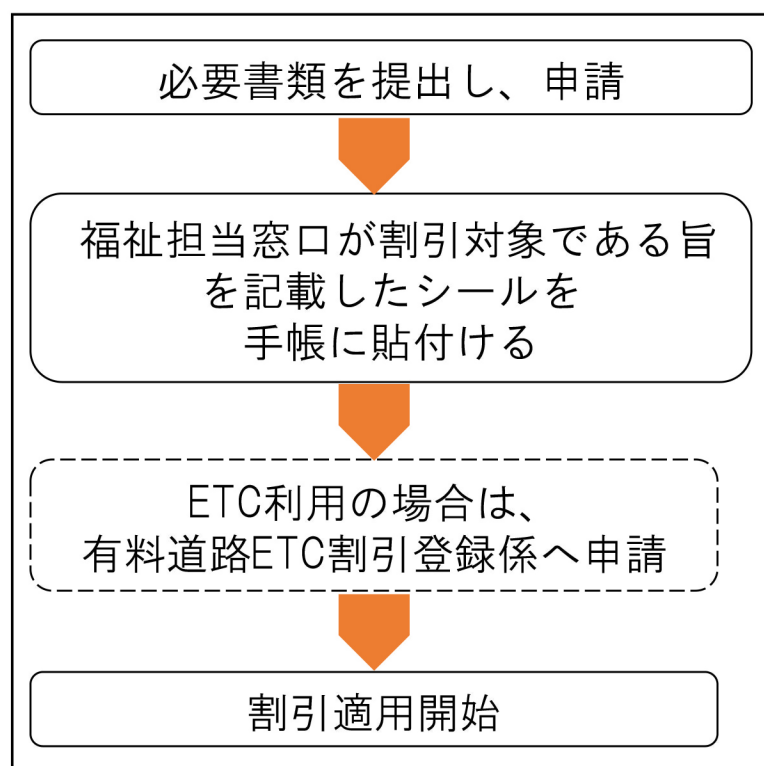 必要書類を提出し、申請
福祉担当窓口が割引対象である旨
を記載したシールを
手帳に貼付ける
ETC利用の場合は、
有料道路ETC割引登録係へ申請
割引適用開始